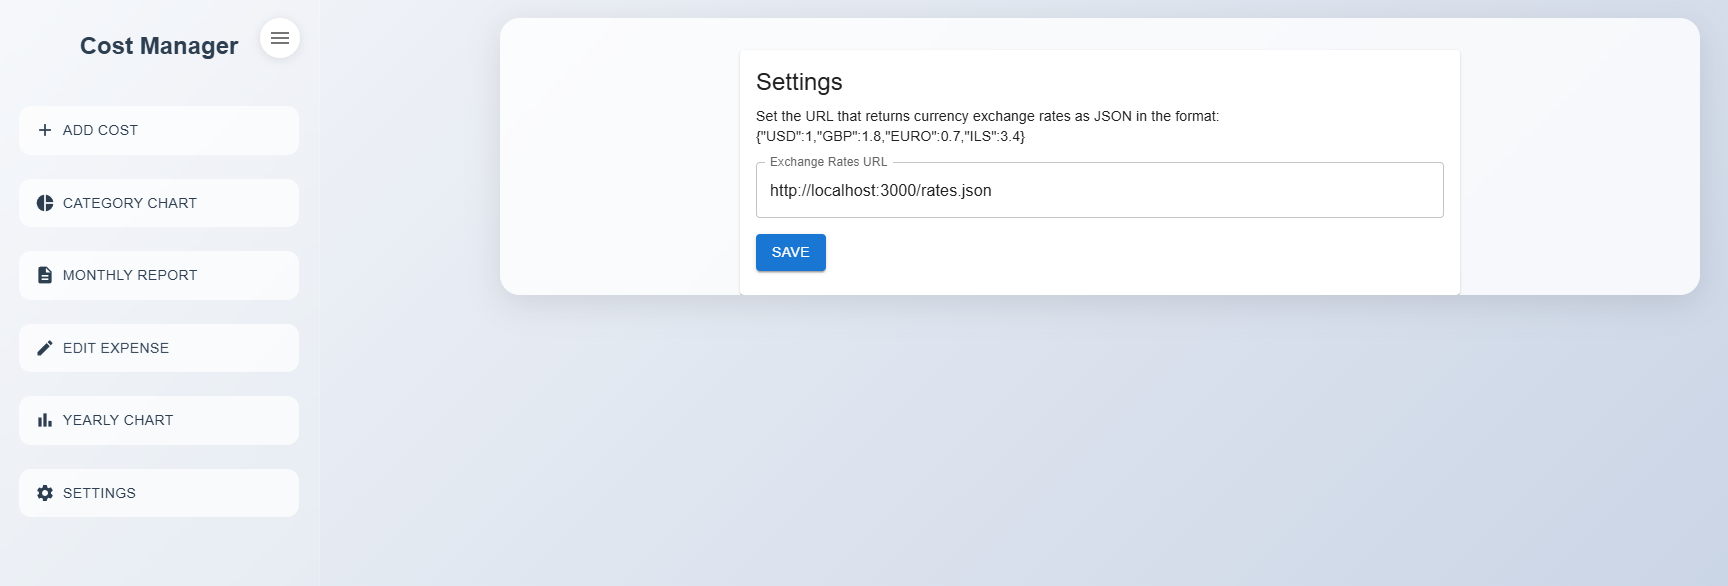 Cost Manager
ADD COST
CATEGORY CHART
MONTHLY REPORT
EDIT EXPENSE
YEARLY CHART
SETTINGS
Settings
Set the URL that returns currency exchange rates as JSON in the format:
{"USD":1,"GBP":1.8,"EURO":0.7,"ILS":3.4}
Exchange Rates URL
http://localhost:3000/rates.json
SAVE